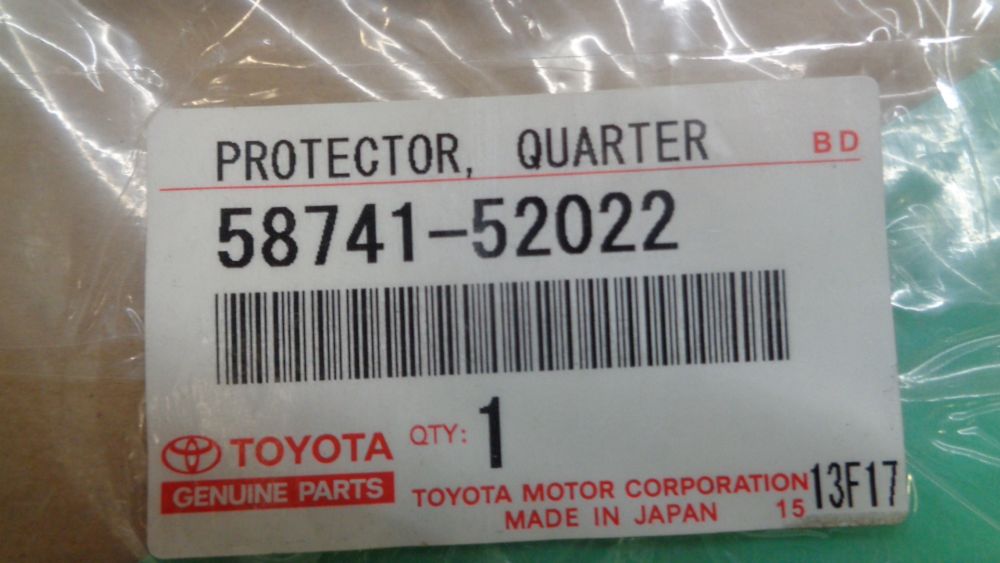 PROTECTOR, QUARTER BD
58741-52022
TOYOTA QTY: 1
GENUINE PARTS
TOYOTA MOTOR CORPORATION 13F17
MADE IN JAPAN 15